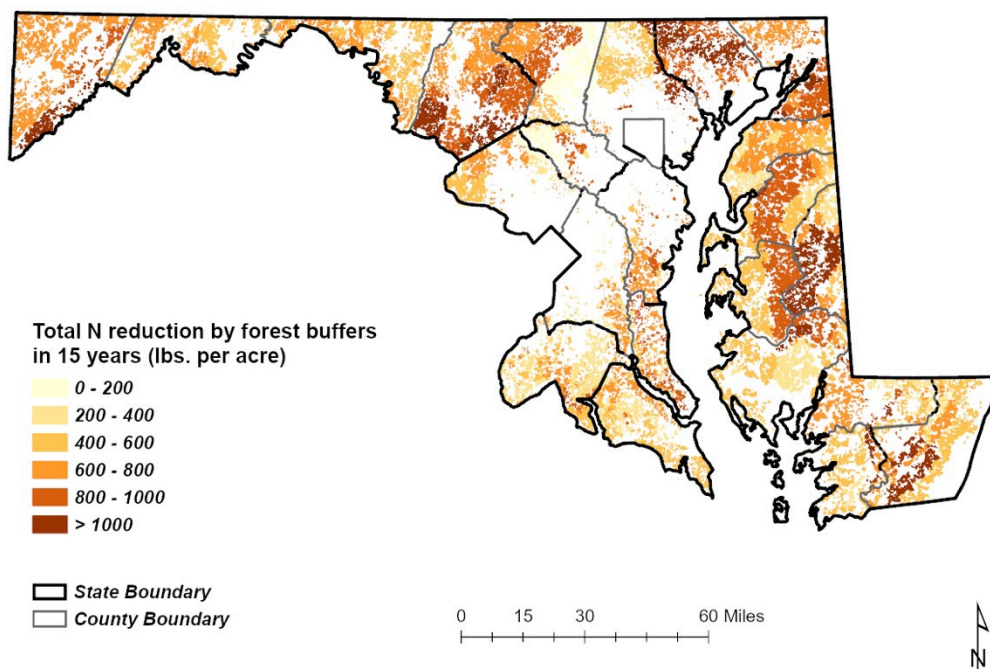 Total N reduction by forest buffers
in 15 years (lbs. per acre)
0 - 200
200 - 400
400 - 600
600 - 800
800 - 1000
> 1000
State Boundary
County Boundary
0 15 30 60 Miles
N